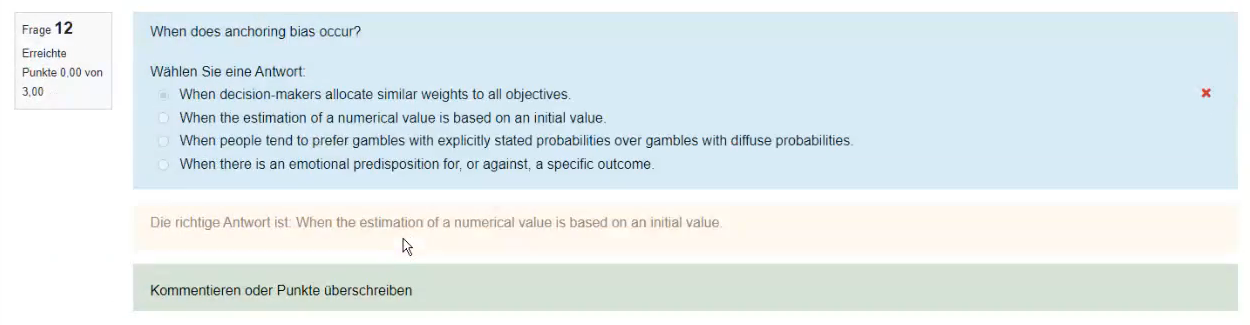 Frage 12
Erreichte
Punkte 0,00 von
3,00
When does anchoring bias occur?
Wählen Sie eine Antwort:
When decision-makers allocate similar weights to all objectives.
When the estimation of a numerical value is based on an initial value.
When people tend to prefer gambles with explicitly stated probabilities over gambles with diffuse probabilities.
When there is an emotional predisposition for, or against, a specific outcome.
Die richtige Antwort ist: When the estimation of a numerical value is based on an initial value.
Kommentieren oder Punkte überschreiben